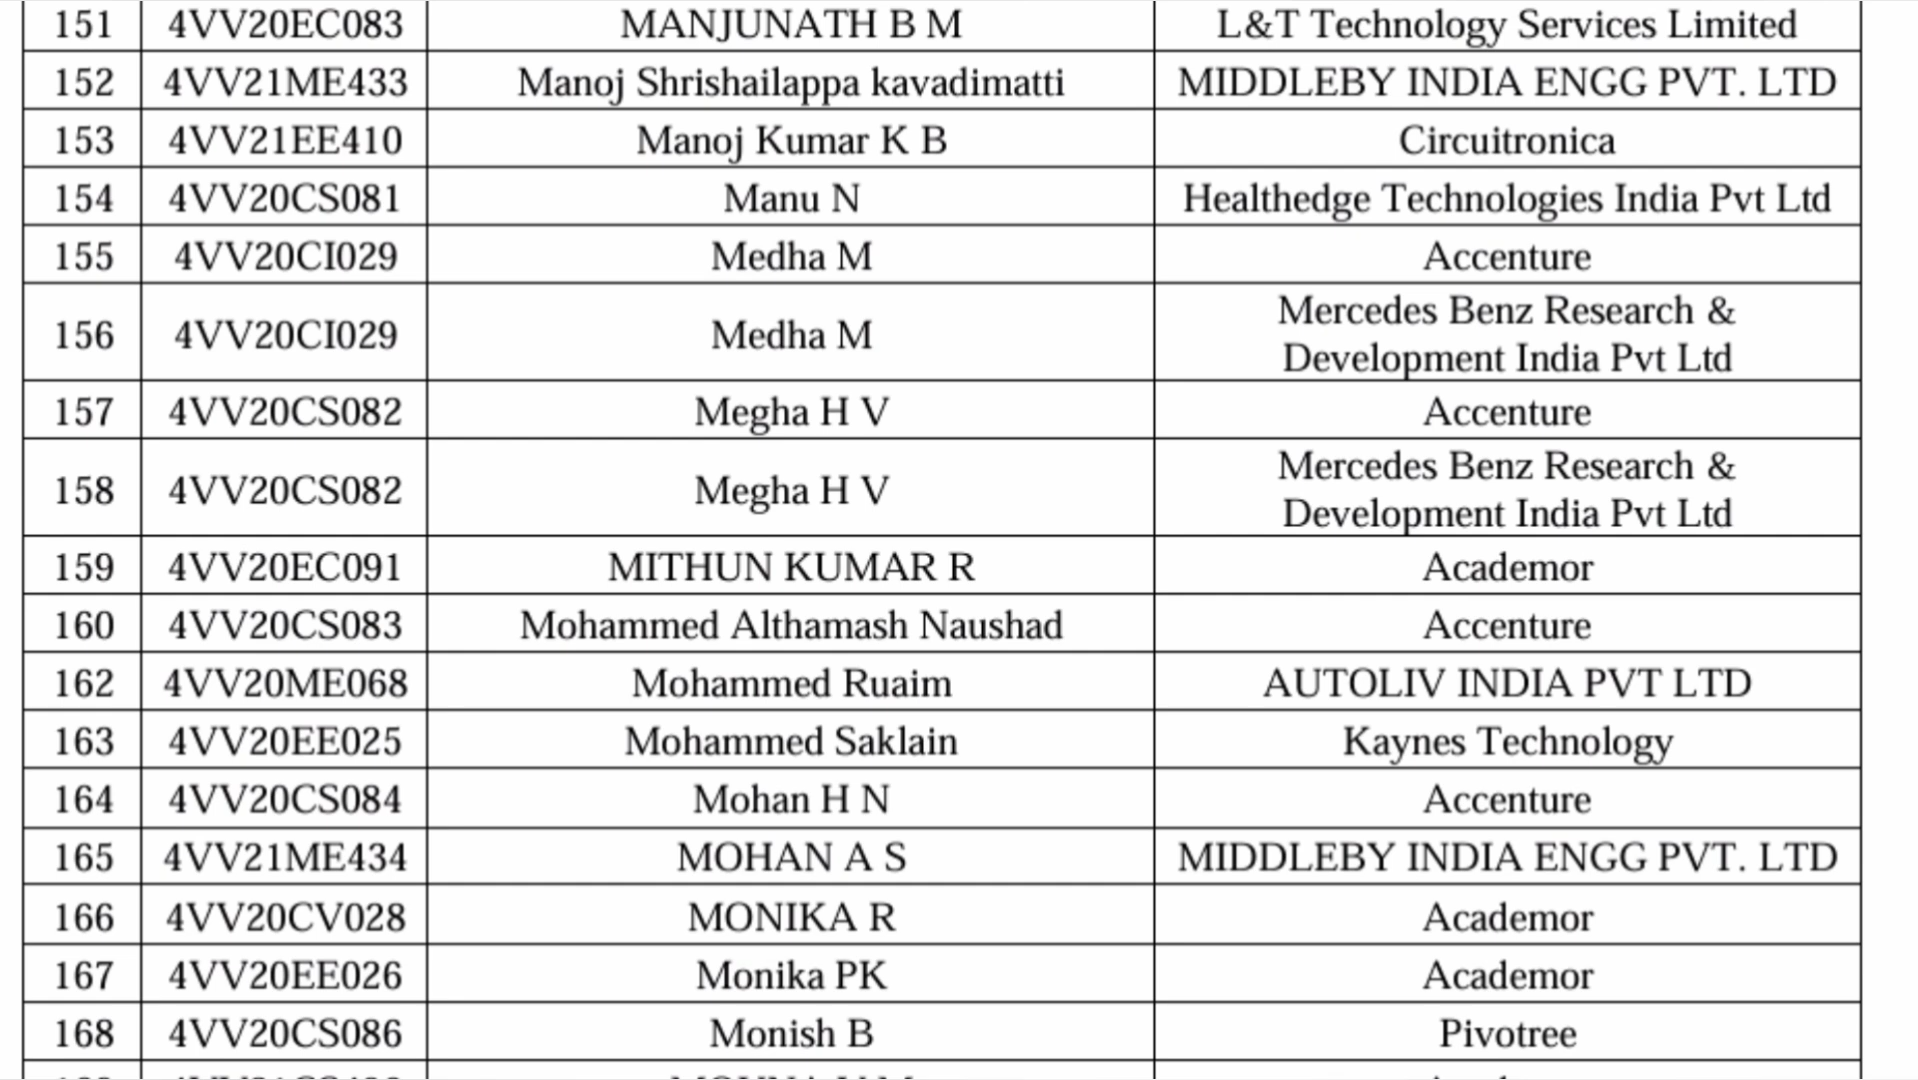 151 4VV20EC083 MANJUNATH B M L&T Technology Services Limited
152 4VV21ME433 Manoj Shrishailappa kavadimatti MIDDLEBY INDIA ENGG PVT. LTD
153 4VV21EE410 Manoj Kumar K B Circuitronica
154 4VV20CS081 Manu N Healthedge Technologies India Pvt Ltd
155 4VV20CI029 Medha M Accenture
156 4VV20CI029 Medha M Mercedes Benz Research &
Development India Pvt Ltd
157 4VV20CS082 Megha H V Accenture
158 4VV20CS082 Megha H V Mercedes Benz Research &
Development India Pvt Ltd
159 4VV20EC091 MITHUN KUMAR R Academor
160 4VV20CS083 Mohammed Althamash Naushad Accenture
162 4VV20ME068 Mohammed Ruaim AUTOLIV INDIA PVT LTD
163 4VV20EE025 Mohammed Saklain Kaynes Technology
164 4VV20CS084 Mohan H N Accenture
165 4VV21ME434 MOHAN A S MIDDLEBY INDIA ENGG PVT. LTD
166 4VV20CV028 MONIKA R Academor
167 4VV20EE026 Monika PK Academor
168 4VV20CS086 Monish B Pivotree